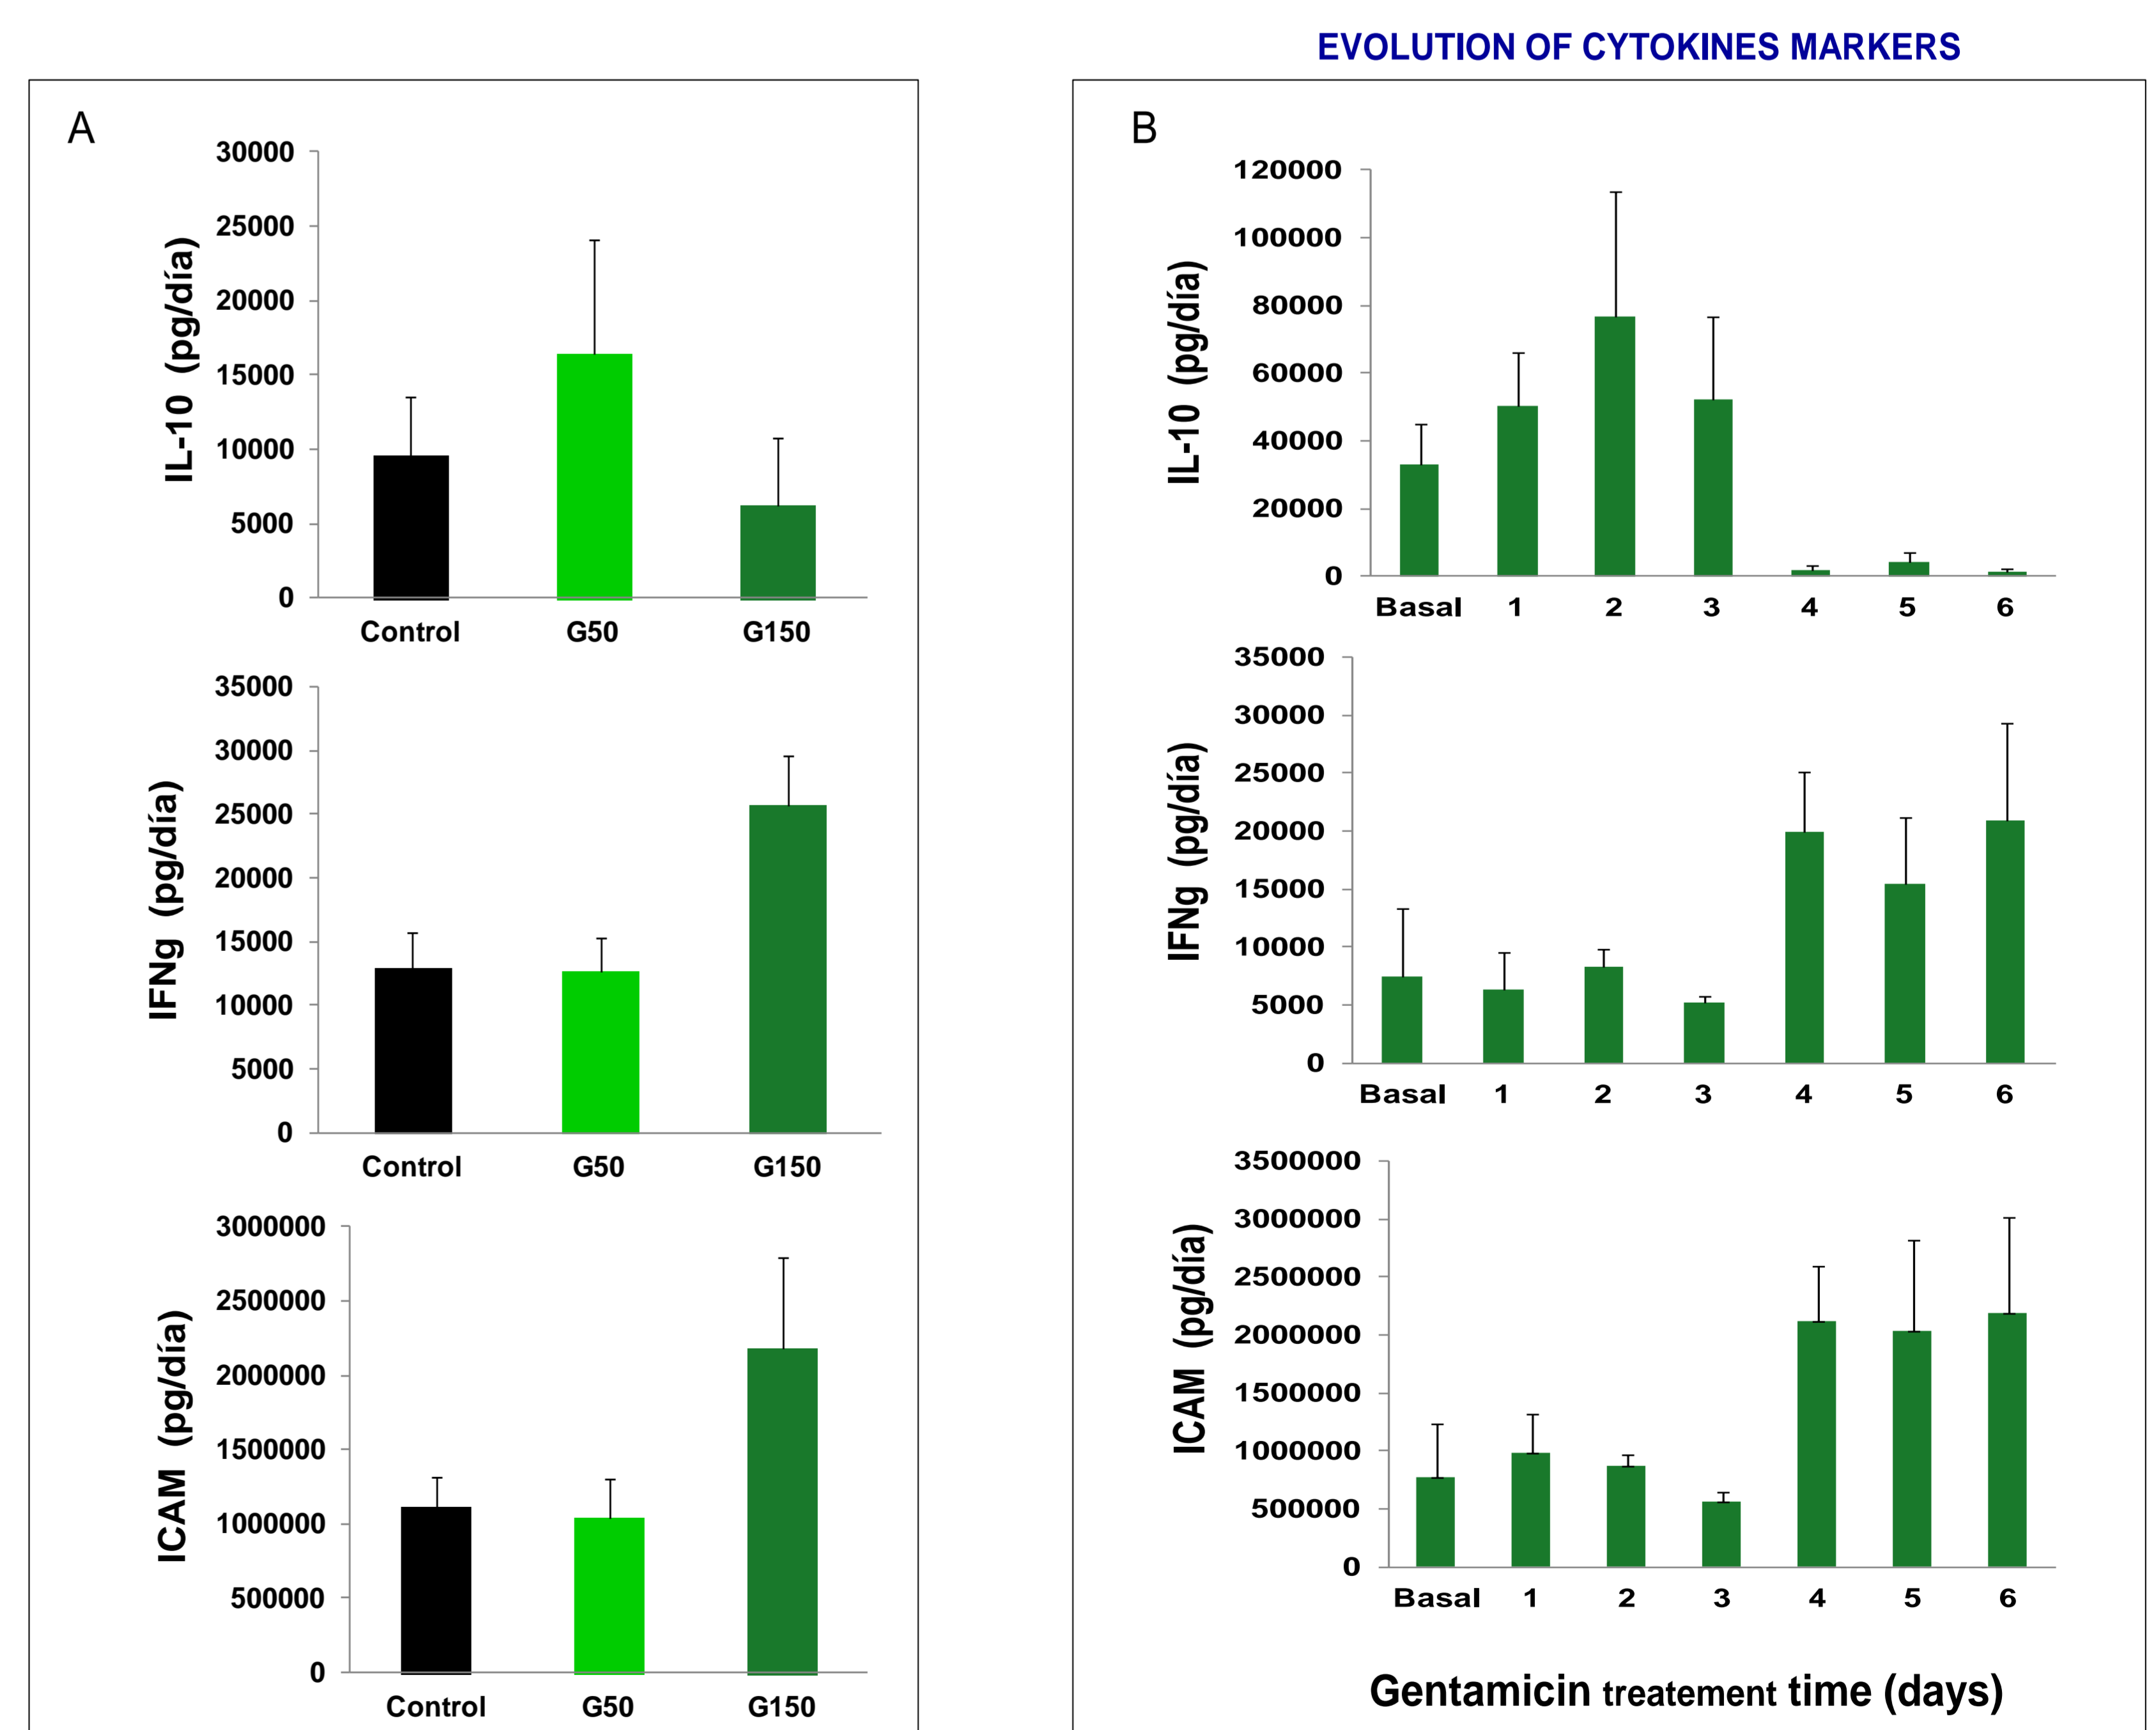 EVOLUTION OF CYTOKINES MARKERS
A
IL-10 (pg/día)
30000
25000
20000
15000
10000
5000
0
Control G50 G150
IFNg (pg/día)
35000
30000
25000
20000
15000
10000
5000
0
Control G50 G150
ICAM (pg/día)
3000000
2500000
2000000
1500000
1000000
500000
0
Control G50 G150
B
IL-10 (pg/día)
120000
100000
80000
60000
40000
20000
0
Basal 1 2 3 4 5 6
IFNg (pg/día)
35000
30000
25000
20000
15000
10000
5000
0
Basal 1 2 3 4 5 6
ICAM (pg/día)
3500000
3000000
2500000
2000000
1500000
1000000
500000
0
Basal 1 2 3 4 5 6
Gentamicin treatement time (days)